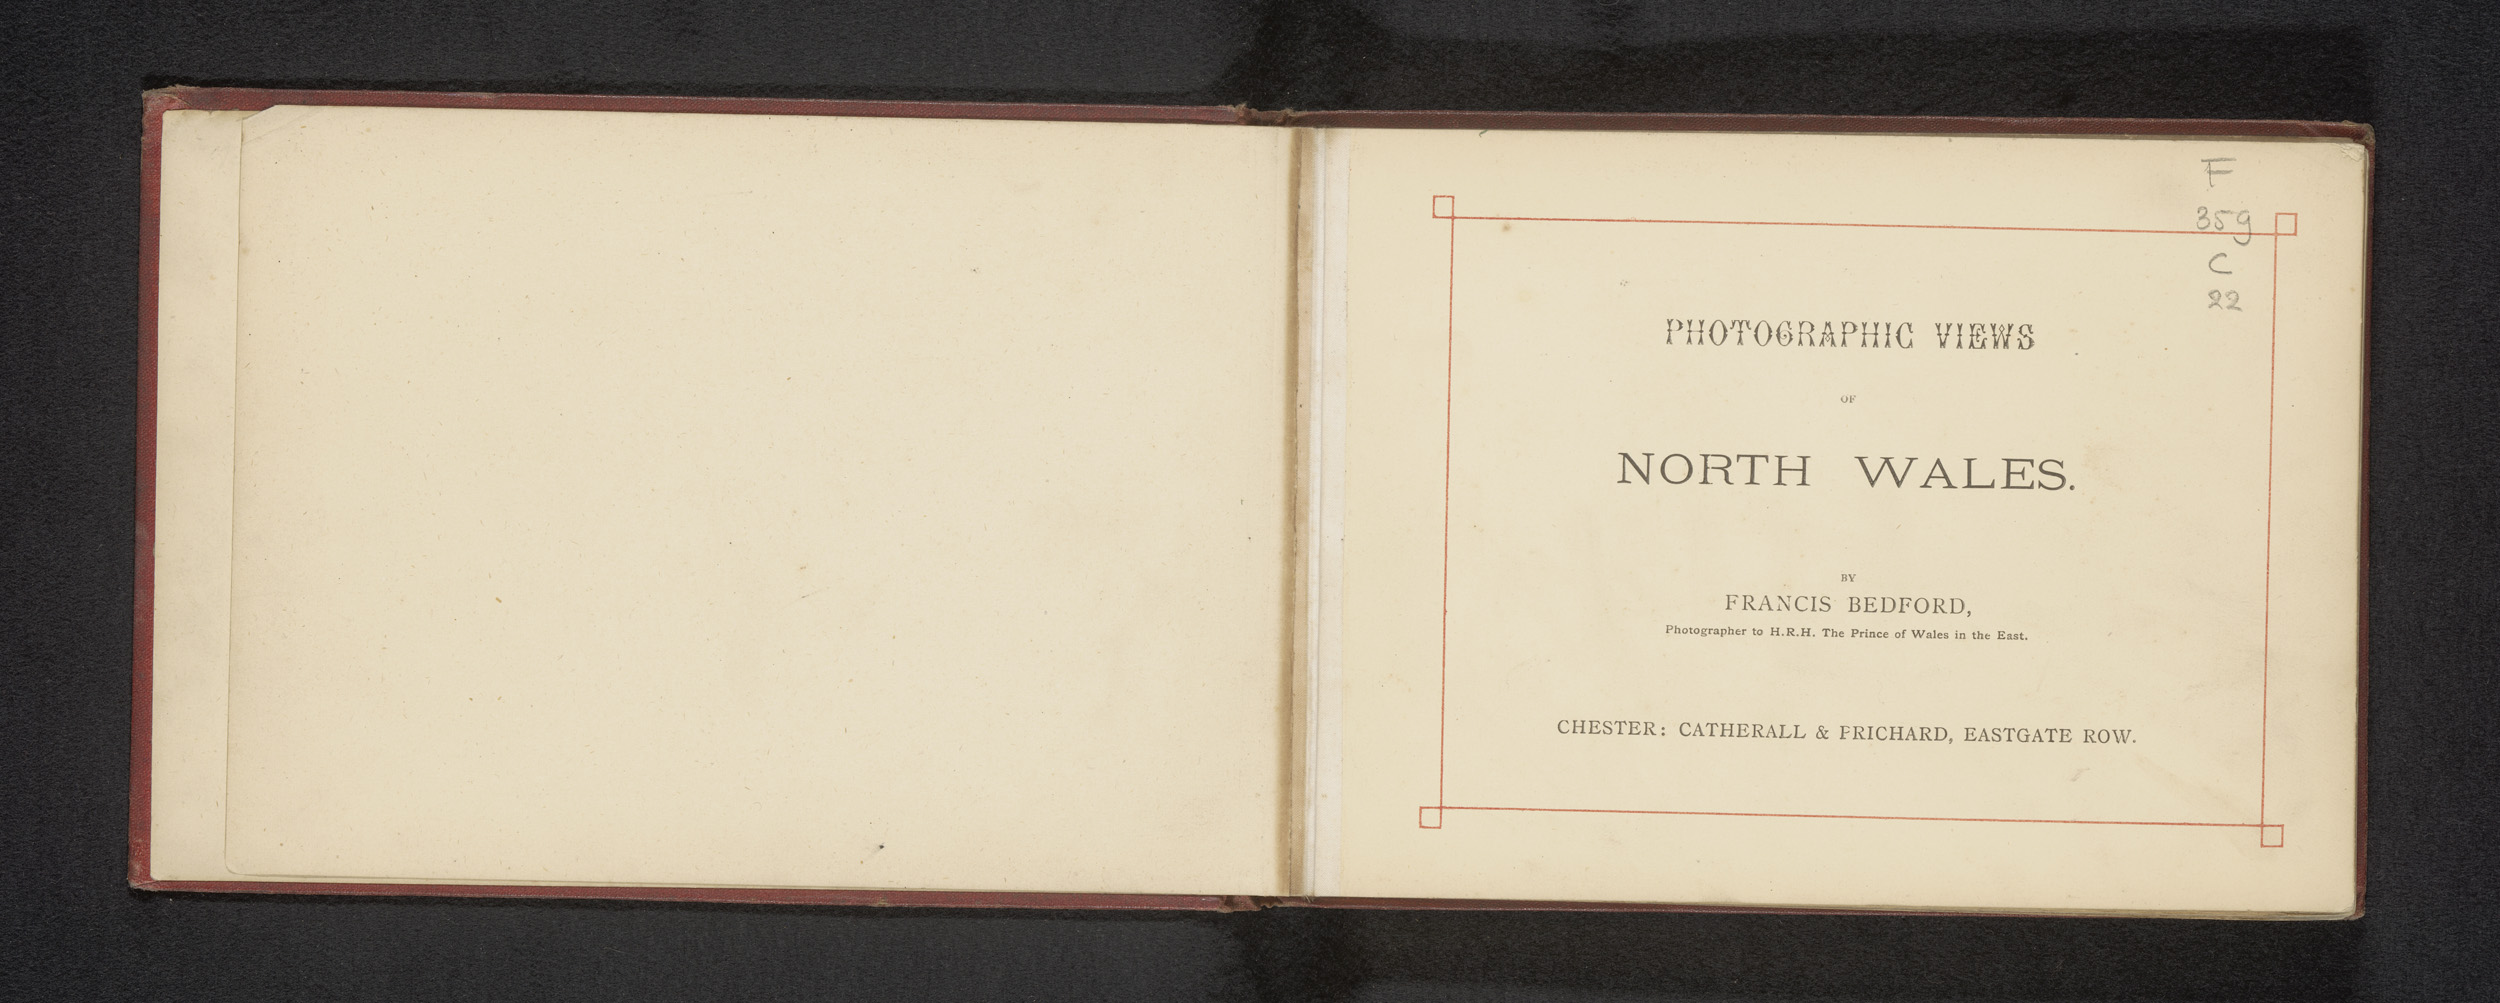 F
359
C
22
PHOTOGRAPHIC VIEWS
OF
NORTH WALES.
BY
FRANCIS BEDFORD,
Photographer to H.R.H. The Prince of Wales in the East.
CHESTER: CATHERALL & PRICHARD, EASTGATE ROW.